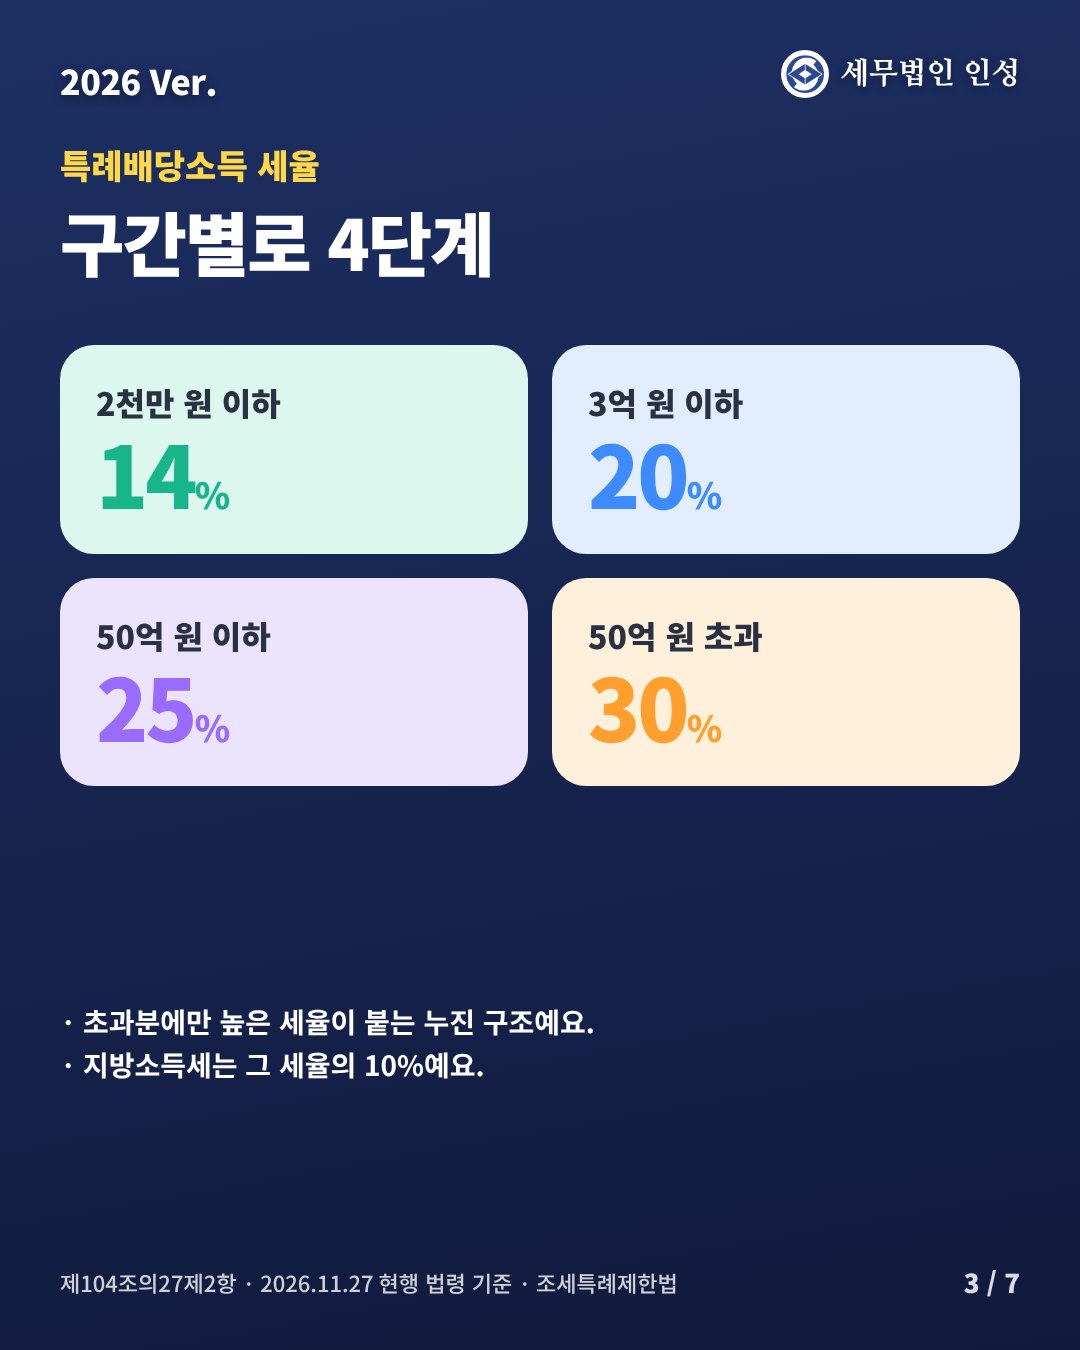 2026 Ver.
세무법인 인성
특례배당소득 세율
구간별로 4단계
2천만 원 이하
14%
3억 원 이하
20%
50억 원 이하
25%
50억 원 초과
30%
· 초과분에만 높은 세율이 붙는 누진 구조예요.
· 지방소득세는 그 세율의 10%예요.
제104조의27제2항 · 2026.11.27 현행 법령 기준 · 조세특례제한법
3 / 7